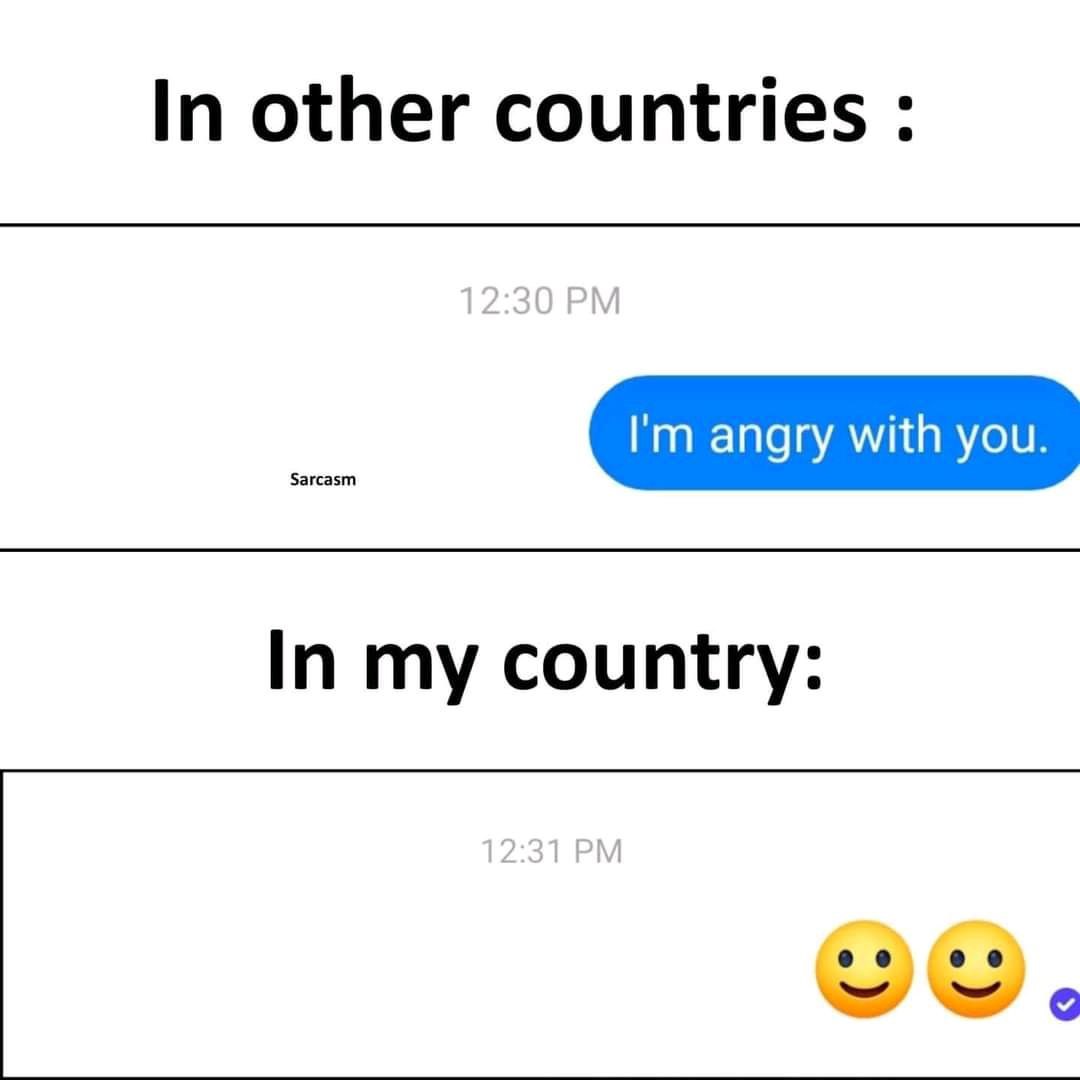 In other countries :
12:30 PM
I'm angry with you.
Sarcasm
In my country:
12:31 PM
🙂🙂